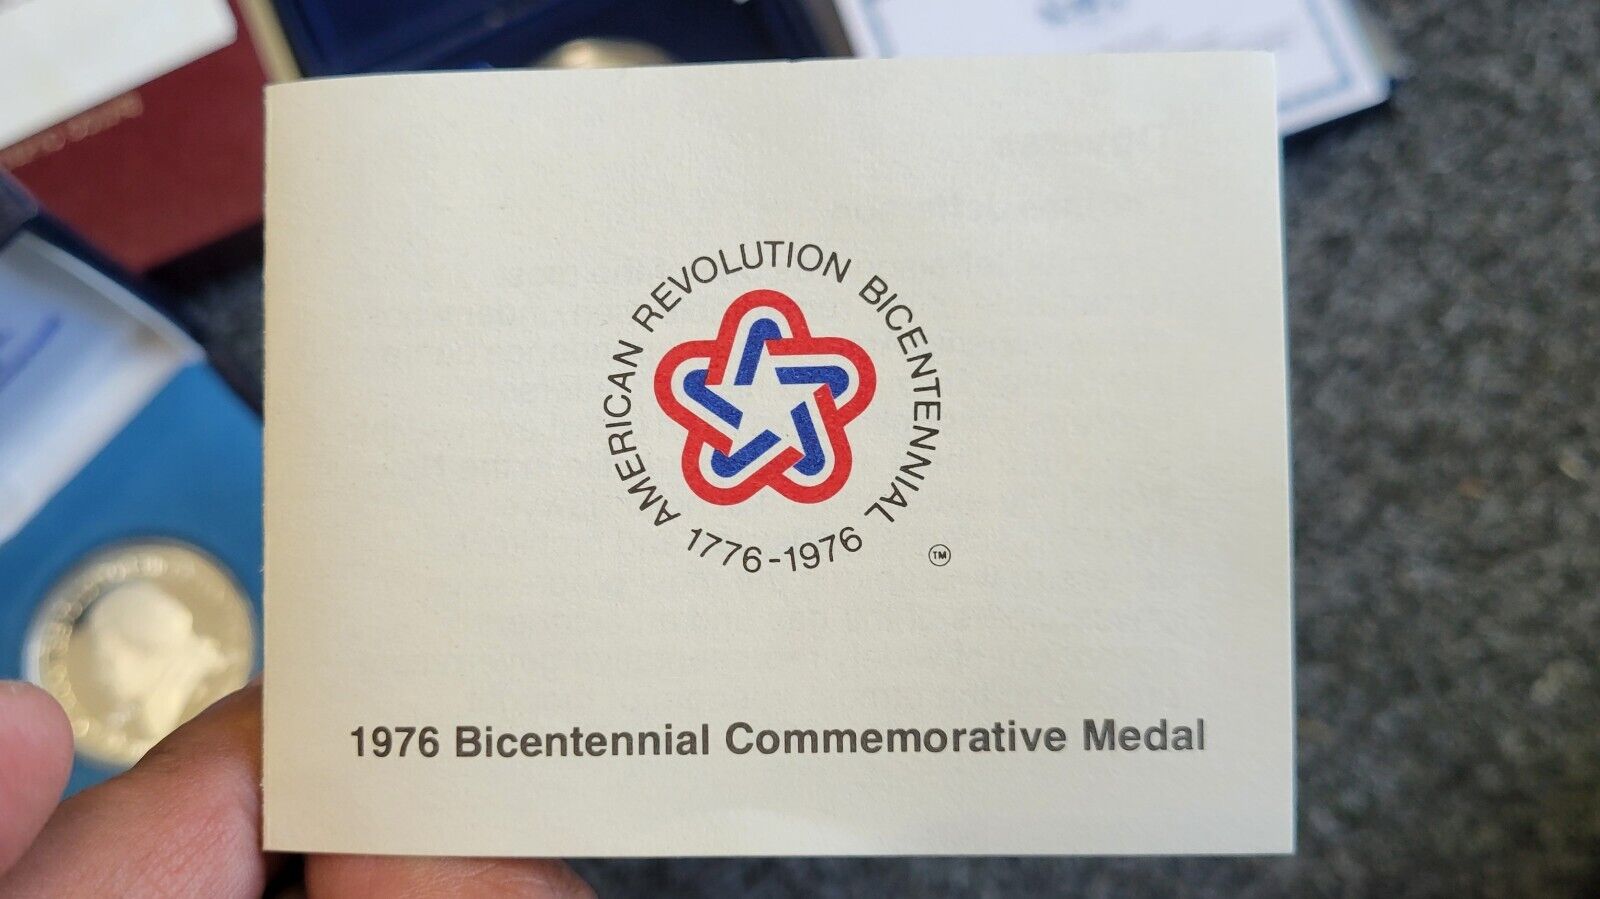 AMERICAN REVOLUTION BICENTENNIAL
1776-1976
TM
1976 Bicentennial Commemorative Medal